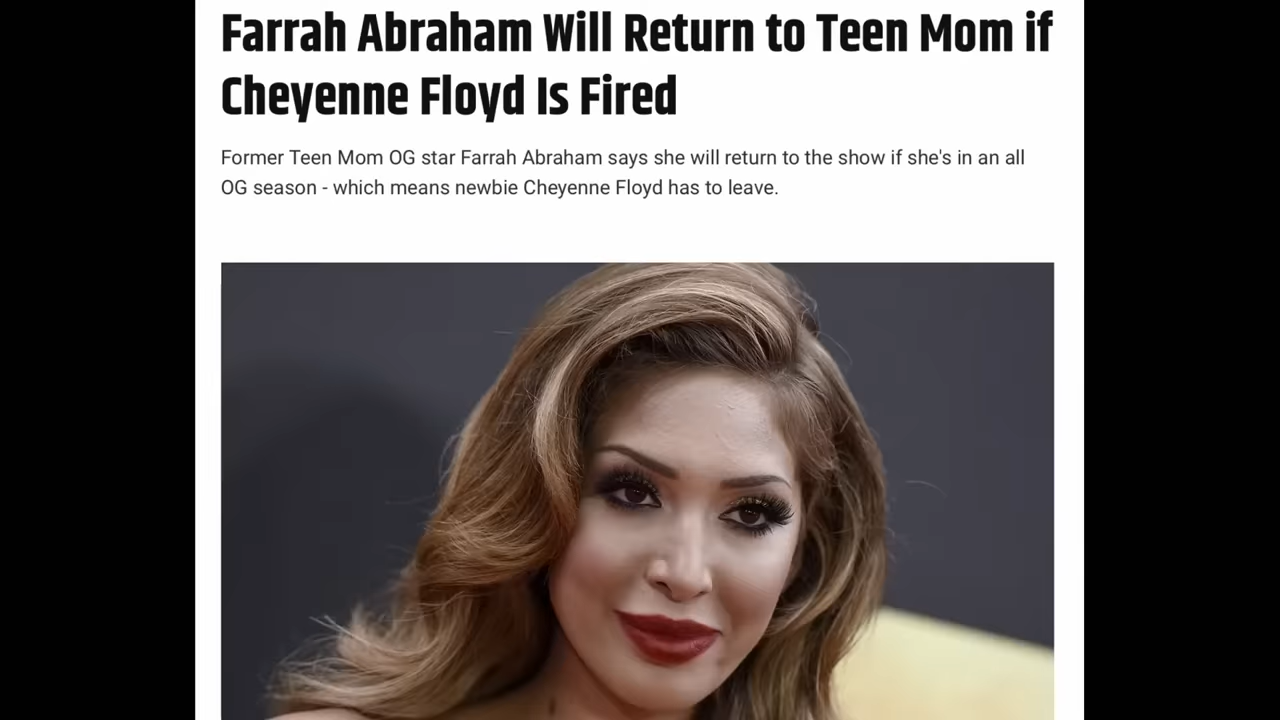 Farrah Abraham Will Return to Teen Mom if
Cheyenne Floyd Is Fired
Former Teen Mom OG star Farrah Abraham says she will return to the show if she's in an all
OG season - which means newbie Cheyenne Floyd has to leave.